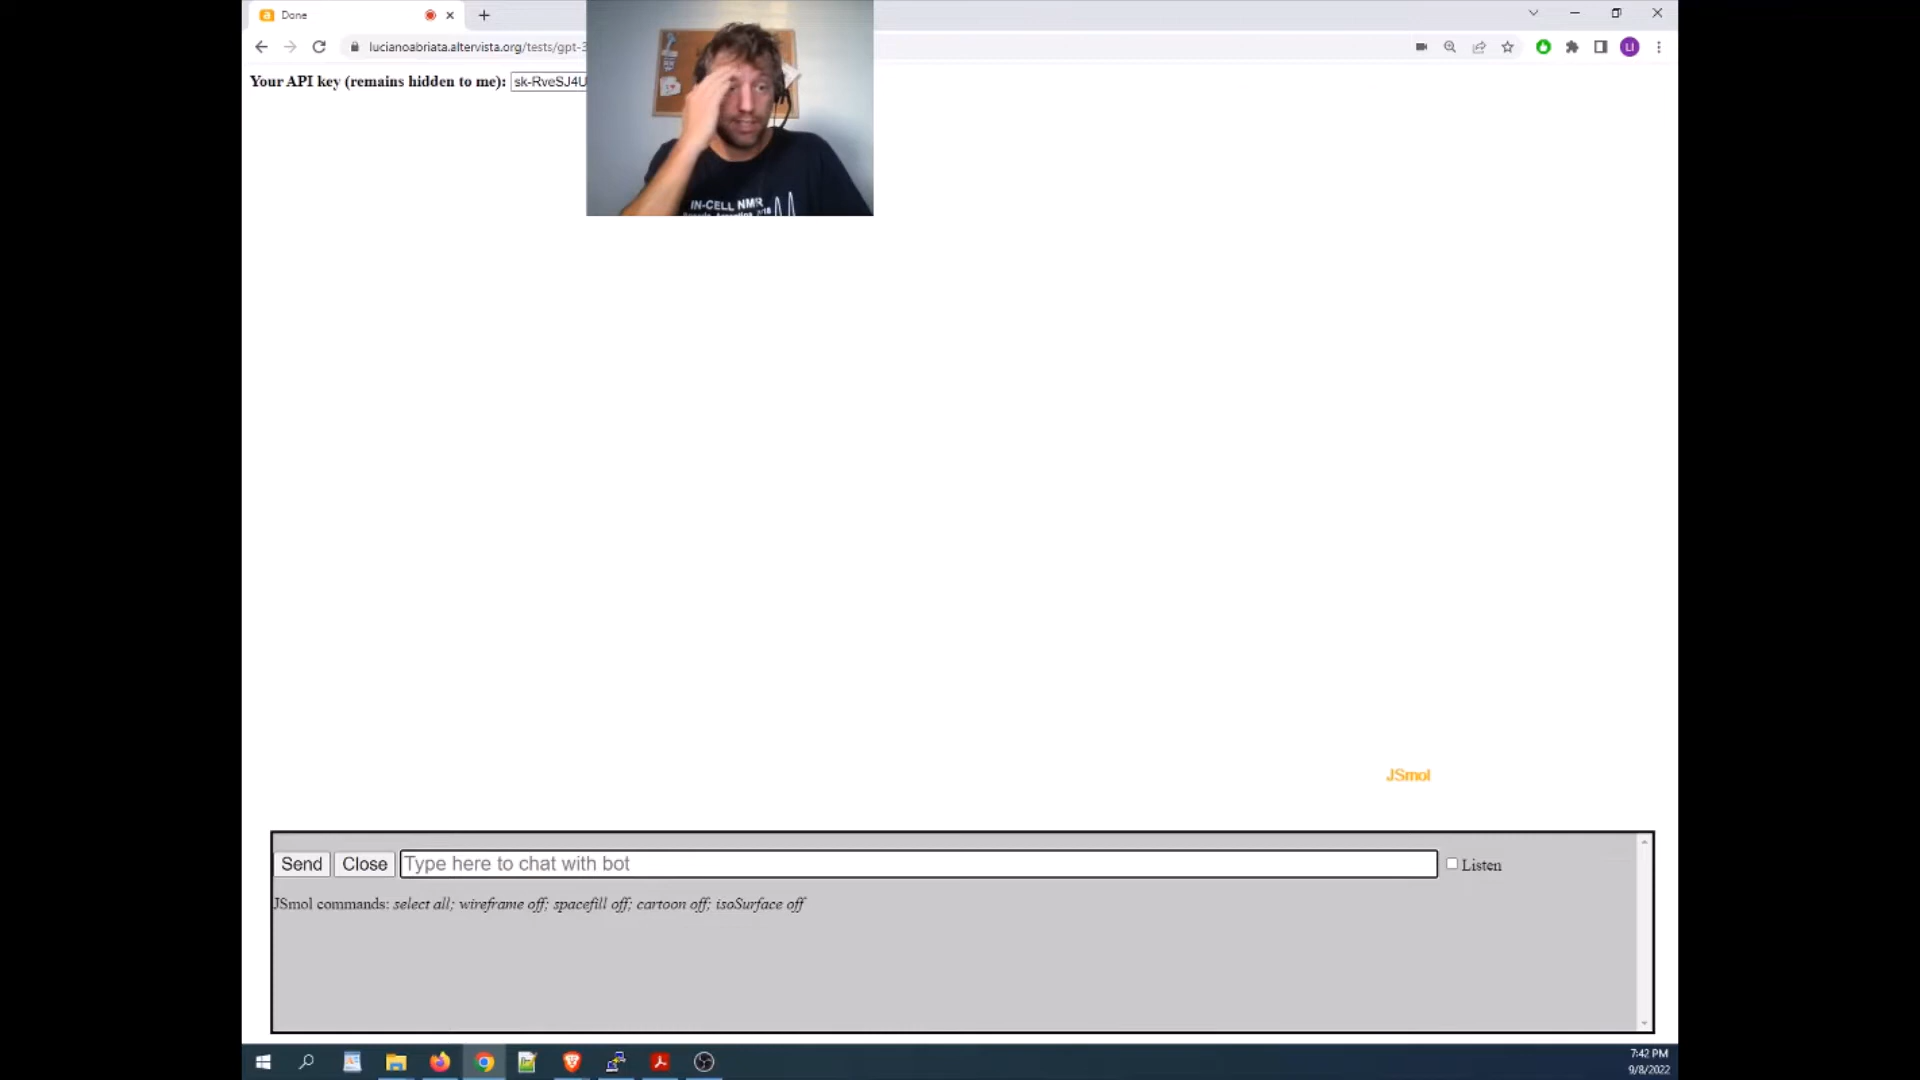 Done
lucianoabriata.altervista.org/tests/gpt-3
LI
Your API key (remains hidden to me): sk-RveSJ4U
IN-CELL NMR
JSmol
Send Close Type here to chat with bot Listen
JSmol commands: select all; wireframe off; spacefill off; cartoon off; isoSurface off
7:42 PM
9/8/2022